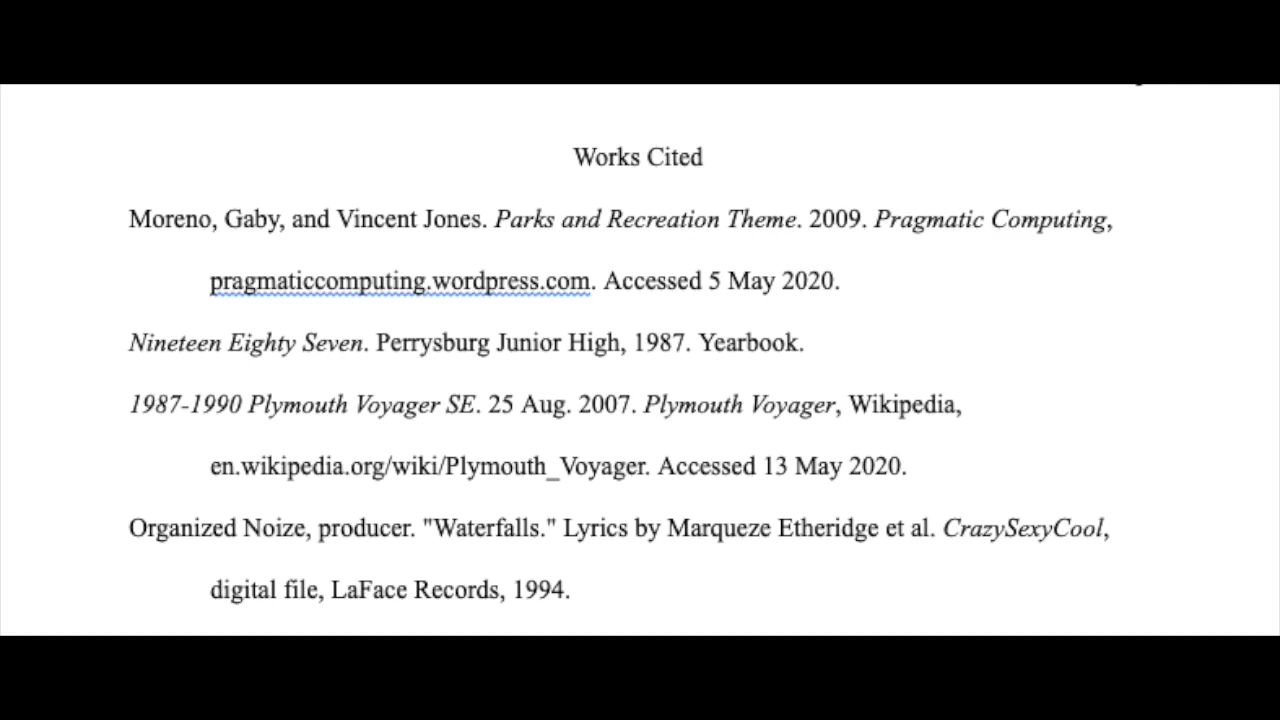 Works Cited
Moreno, Gaby, and Vincent Jones. Parks and Recreation Theme. 2009. Pragmatic Computing,
pragmaticcomputing.wordpress.com. Accessed 5 May 2020.
Nineteen Eighty Seven. Perrysburg Junior High, 1987. Yearbook.
1987-1990 Plymouth Voyager SE. 25 Aug. 2007. Plymouth Voyager, Wikipedia,
en.wikipedia.org/wiki/Plymouth_Voyager. Accessed 13 May 2020.
Organized Noize, producer. "Waterfalls." Lyrics by Marqueze Etheridge et al. CrazySexyCool,
digital file, LaFace Records, 1994.